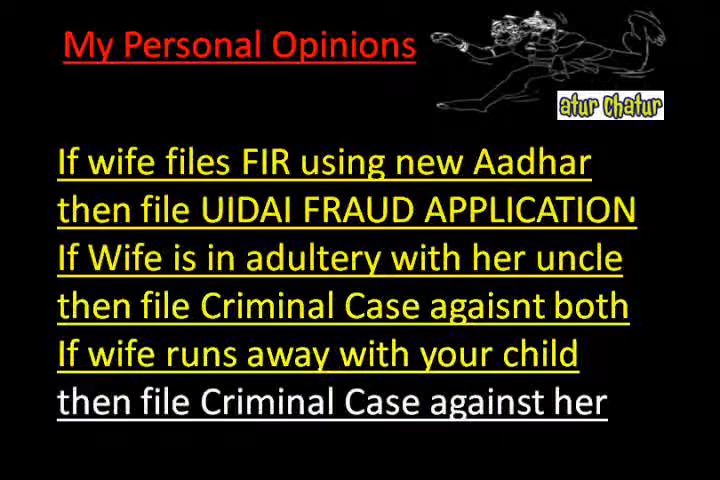 My Personal Opinions
atur chatur
If wife files FIR using new Aadhar
then file UIDAI FRAUD APPLICATION
If Wife is in adultery with her uncle
then file Criminal Case agaisnt both
If wife runs away with your child
then file Criminal Case against her